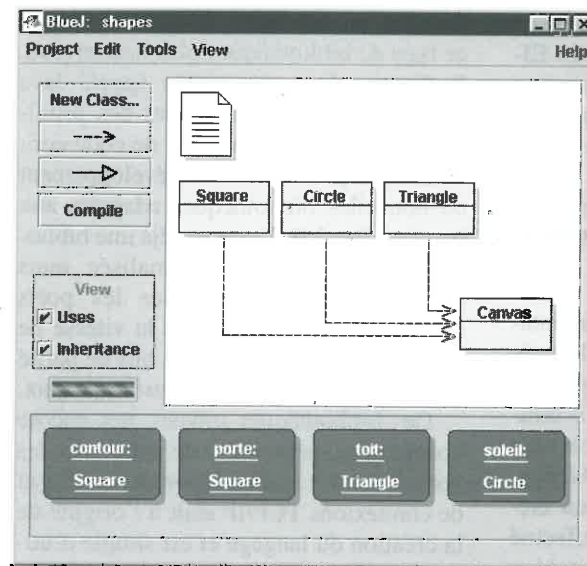 BlueJ: shapes
Project Edit Tools View Help
New Class...
Compile
View
Uses
Inheritance
Square
Circle
Triangle
Canvas
contour:
Square
porte:
Square
toit:
Triangle
soleil:
Circle